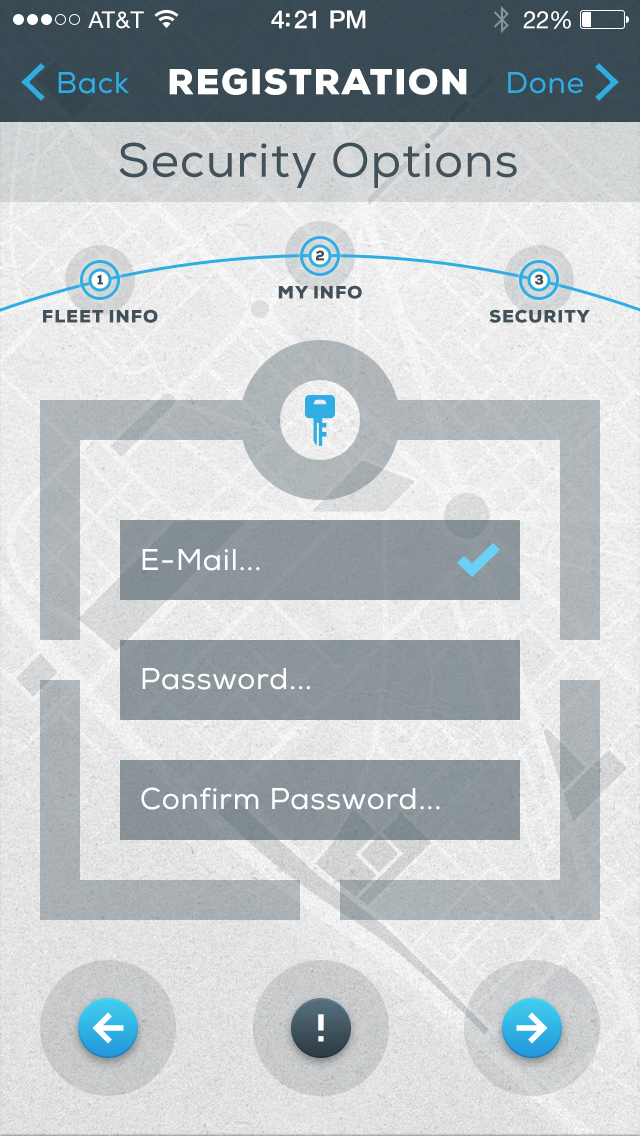 AT&T 4:21 PM 22%
Back REGISTRATION Done
Security Options
1 2 3
FLEET INFO MY INFO SECURITY
E-Mail...
Password...
Confirm Password...
!